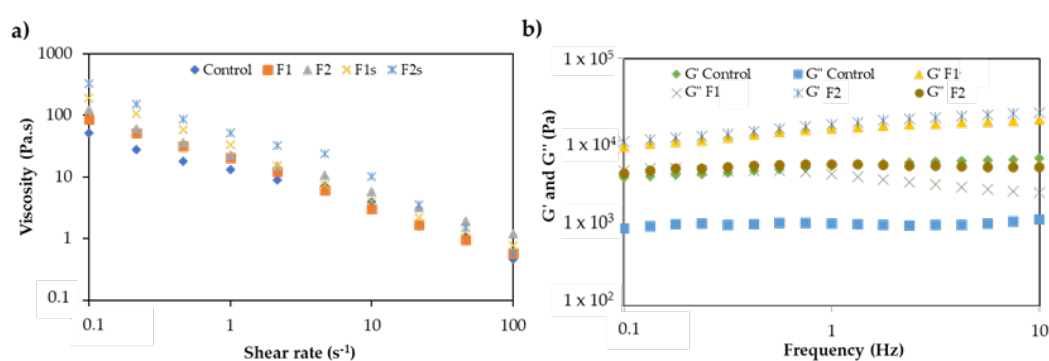 a)
Viscosity (Pa.s)
1000
100
10
1
0.1
Control F1 F2 F1s F2s
0.1 1 10 100
Shear rate (s⁻¹)
b)
G' and G'' (Pa)
1 x 10⁵
1 x 10⁴
1 x 10³
1 x 10²
G' Control G'' Control G' F1
G'' F1 G' F2 G'' F2
0.1 1 10
Frequency (Hz)